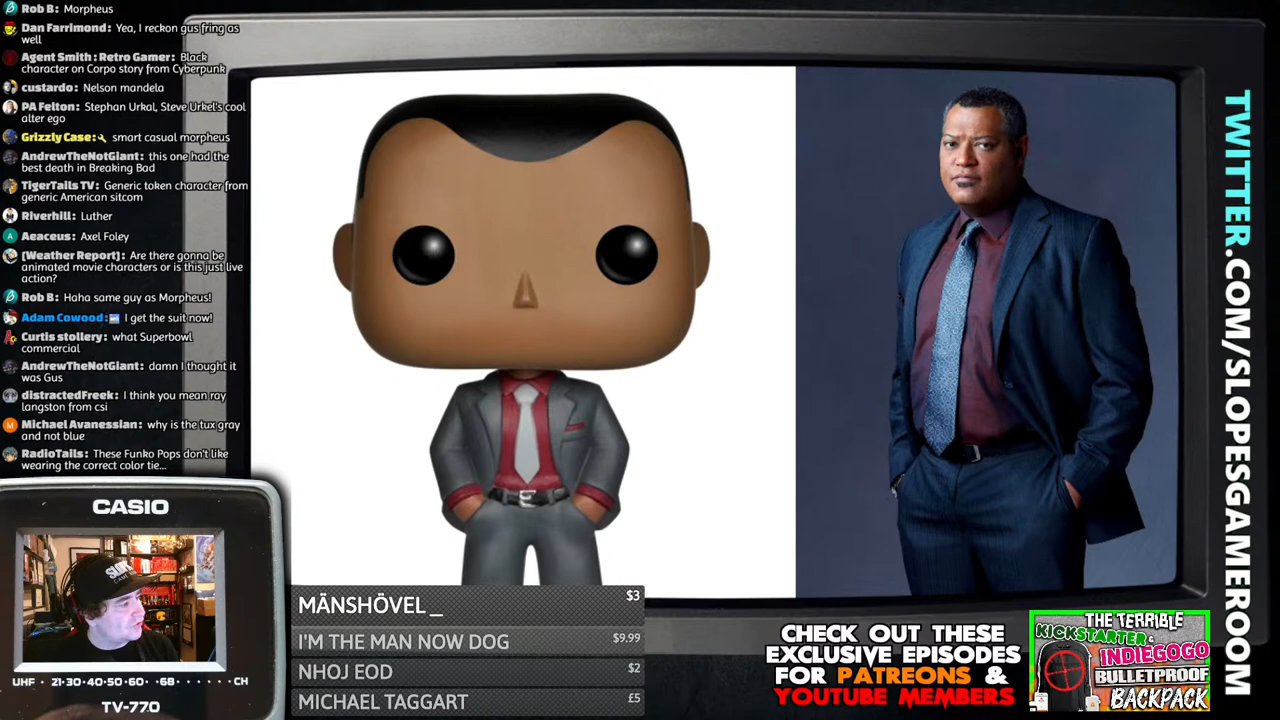 Rob B: Morpheus
Dan Farrimond: Yea, I reckon gus fring as
well
Agent Smith : Retro Gamer: Black
character on Corpo story from Cyberpunk
custardo: Nelson mandela
PA Felton: Stephan Urkal, Steve Urkel's cool
alter ego
Grizzly Case: smart casual morpheus
AndrewTheNotGiant: this one had the
best death in Breaking Bad
TigerTails TV: Generic token character from
generic American sitcom
Riverhill: Luther
Aeaceus: Axel Foley
[Weather Report]: Are there gonna be
animated movie characters or is this just live
action?
Rob B: Haha same guy as Morpheus!
Adam Cowood: I get the suit now!
Curtis stollery: what Superbowl
commercial
AndrewTheNotGiant: damn I thought it
was Gus
distractedFreek: I think you mean ray
langston from csi
Michael Avanessian: why is the tux gray
and not blue
RadioTails: These Funko Pops don't like
wearing the correct color tie...
CASIO
UHF - 21·30·40·50·60· ·68 · · · · · · CH
TV-770
MÄNSHÖVEL_ $3
I'M THE MAN NOW DOG $9.99
NHOJ EOD $2
MICHAEL TAGGART £5
CHECK OUT THESE
EXCLUSIVE EPISODES
FOR PATREONS &
YOUTUBE MEMBERS
THE TERRIBLE
KICKSTARTER &
INDIEGOGO
BULLETPROOF
BACKPACK
TWITTER.COM/SLOPESGAMEROOM